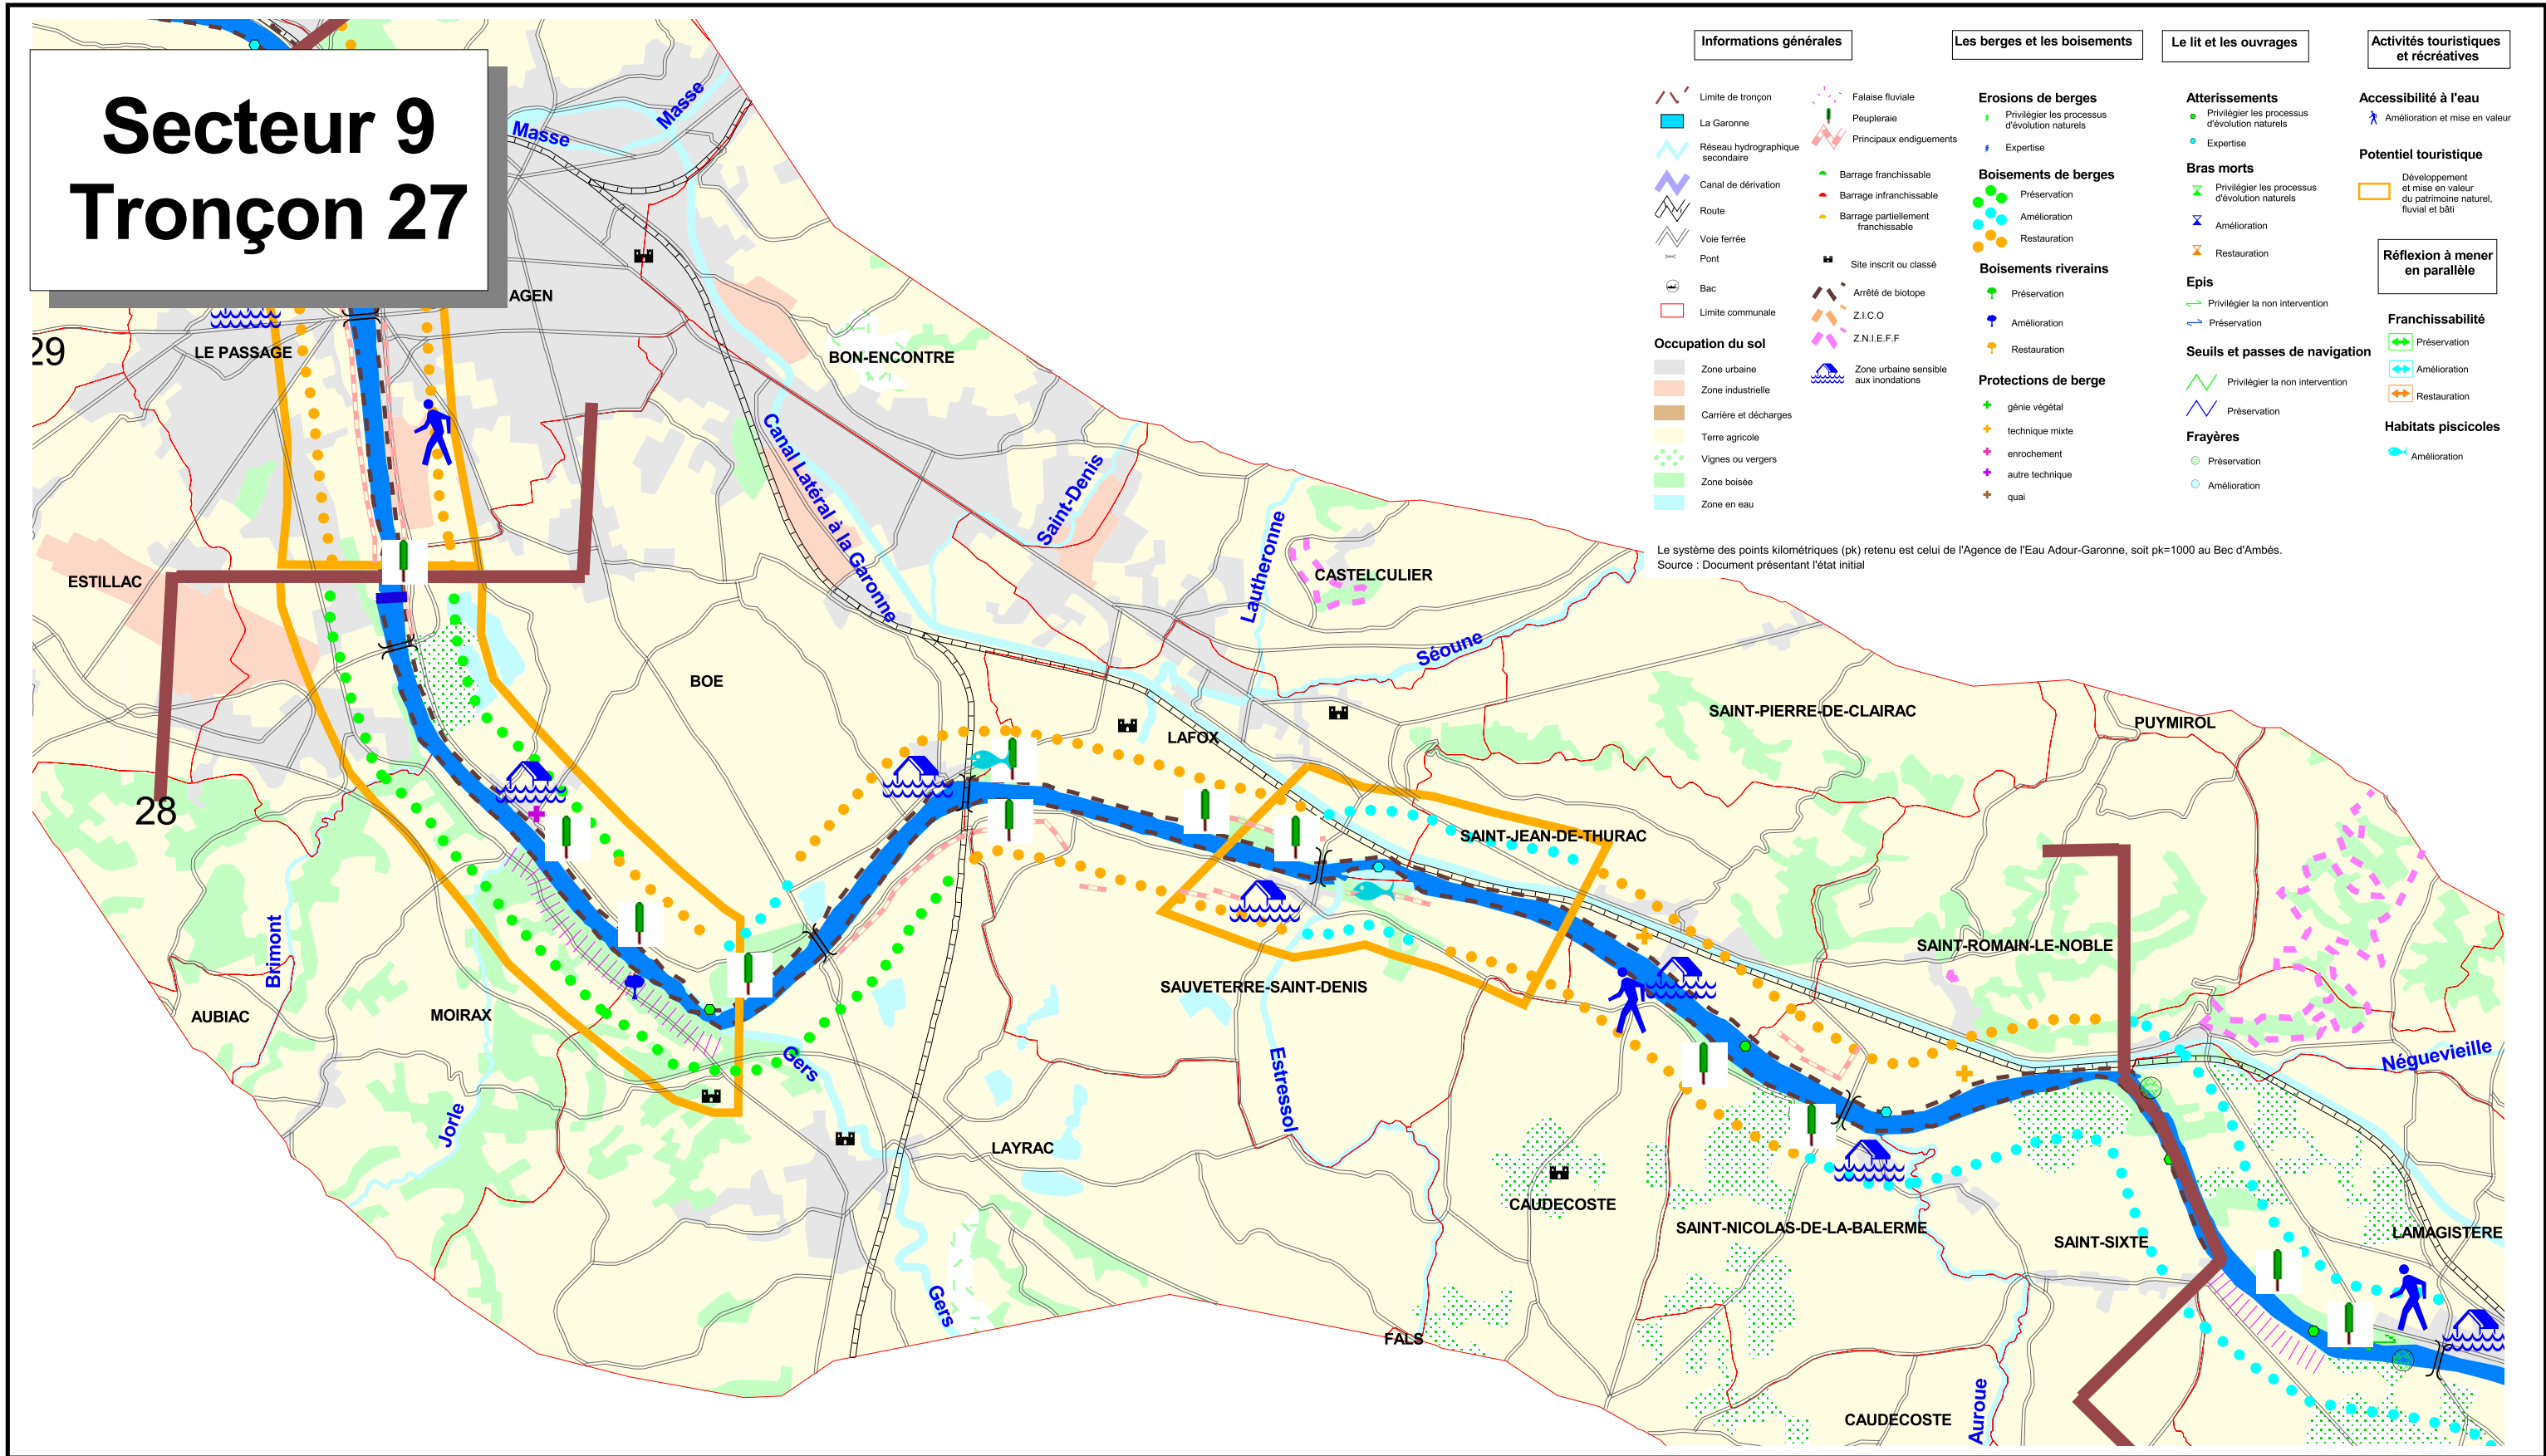 Secteur 9
Tronçon 27
Informations générales
Limite de tronçon
La Garonne
Réseau hydrographique
secondaire
Canal de dérivation
Route
Voie ferrée
Pont
Bac
Limite communale
Falaise fluviale
Peupleraie
Principaux endiguements
Barrage franchissable
Barrage infranchissable
Barrage partiellement
franchissable
Site inscrit ou classé
Arrêté de biotope
Z.I.C.O
Z.N.I.E.F.F
Zone urbaine sensible
aux inondations
Occupation du sol
Zone urbaine
Zone industrielle
Carrière et décharges
Terre agricole
Vignes ou vergers
Zone boisée
Zone en eau
Les berges et les boisements
Erosions de berges
Privilégier les processus
d'évolution naturels
Expertise
Boisements de berges
Préservation
Amélioration
Restauration
Boisements riverains
Préservation
Amélioration
Restauration
Protections de berge
génie végétal
technique mixte
enrochement
autre technique
quai
Le lit et les ouvrages
Atterissements
Privilégier les processus
d'évolution naturels
Expertise
Bras morts
Privilégier les processus
d'évolution naturels
Amélioration
Restauration
Epis
Privilégier la non intervention
Préservation
Seuils et passes de navigation
Privilégier la non intervention
Préservation
Frayères
Préservation
Amélioration
Activités touristiques
et récréatives
Accessibilité à l'eau
Amélioration et mise en valeur
Potentiel touristique
Développement
et mise en valeur
du patrimoine naturel,
fluvial et bâti
Réflexion à mener
en parallèle
Franchissabilité
Préservation
Amélioration
Restauration
Habitats piscicoles
Amélioration
Le système des points kilométriques (pk) retenu est celui de l'Agence de l'Eau Adour-Garonne, soit pk=1000 au Bec d'Ambès.
Source : Document présentant l'état initial
Masse
Masse
AGEN
29
LE PASSAGE
BON-ENCONTRE
Canal Latéral à la Garonne
Saint-Denis
Lautheronne
CASTELCULIER
ESTILLAC
Séoune
BOE
SAINT-PIERRE-DE-CLAIRAC
PUYMIROL
LAFOX
28
SAINT-JEAN-DE-THURAC
Brimont
SAINT-ROMAIN-LE-NOBLE
SAUVETERRE-SAINT-DENIS
AUBIAC
MOIRAX
Gers
Néguevieille
Estressol
Jorle
LAYRAC
CAUDECOSTE
SAINT-NICOLAS-DE-LA-BALERME
SAINT-SIXTE
LAMAGISTERE
Gers
FALS
CAUDECOSTE
Auroue